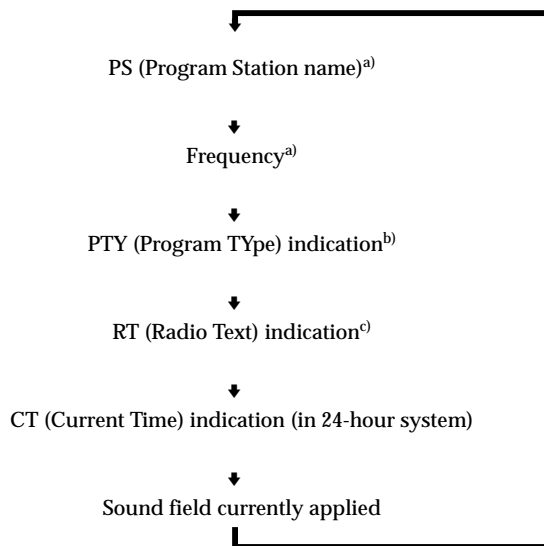 PS (Program Station name)a)
Frequencya)
PTY (Program TYpe) indicationb)
RT (Radio Text) indicationc)
CT (Current Time) indication (in 24-hour system)
Sound field currently applied